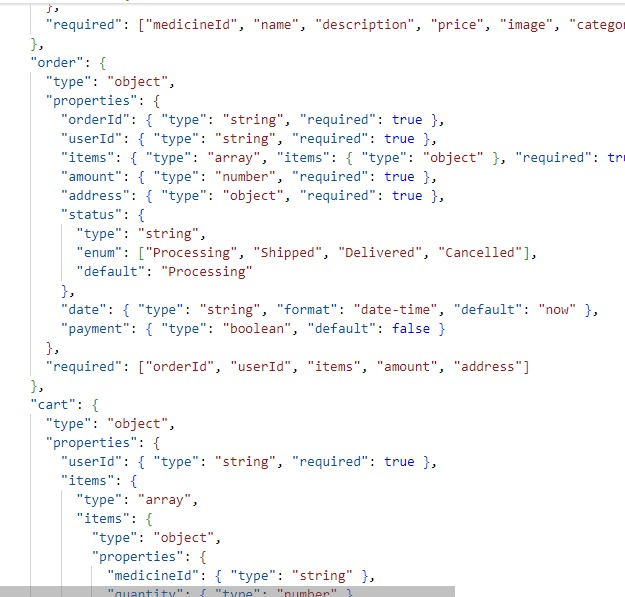 },
"required": ["medicineId", "name", "description", "price", "image", "catego
},
"order": {
"type": "object",
"properties": {
"orderId": { "type": "string", "required": true },
"userId": { "type": "string", "required": true },
"items": { "type": "array", "items": { "type": "object" }, "required": tr
"amount": { "type": "number", "required": true },
"address": { "type": "object", "required": true },
"status": {
"type": "string",
"enum": ["Processing", "Shipped", "Delivered", "Cancelled"],
"default": "Processing"
},
"date": { "type": "string", "format": "date-time", "default": "now" },
"payment": { "type": "boolean", "default": false }
},
"required": ["orderId", "userId", "items", "amount", "address"]
},
"cart": {
"type": "object",
"properties": {
"userId": { "type": "string", "required": true },
"items": {
"type": "array",
"items": {
"type": "object",
"properties": {
"medicineId": { "type": "string" },
"quantity": { "type": "number" }